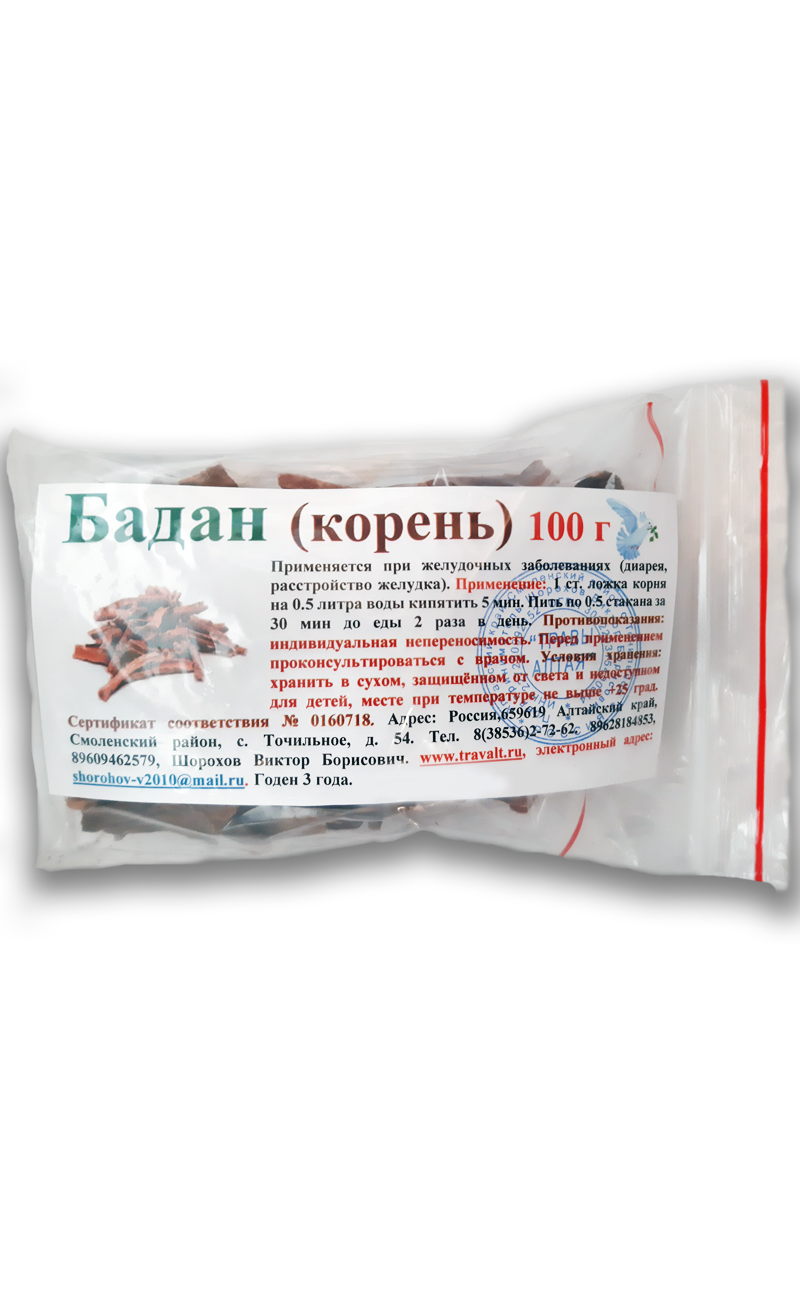 Бадан (корень) 100 г
Применяется при желудочных заболеваниях (диарея,
расстройство желудка). Применение: 1 ст. ложка корня
на 0.5 литра воды кипятить 5 мин. Пить по 0.5 стакана за
30 мин до еды 2 раза в день. Противопоказания:
индивидуальная непереносимость. Перед применением
проконсультироваться с врачом. Условия хранения:
хранить в сухом, защищённом от света и недоступном
для детей, месте при температуре не выше +25 град.
Сертификат соответствия № 0160718. Адрес: Россия,659619 Алтайский край,
Смоленский район, с. Точильное, д. 54. Тел. 8(38536)2-72-62, 89628184853,
89609462579, Шорохов Виктор Борисович. www.travalt.ru, электронный адрес:
shorohov-v2010@mail.ru. Годен 3 года.
ТРАВЫ
АЛТАЯ